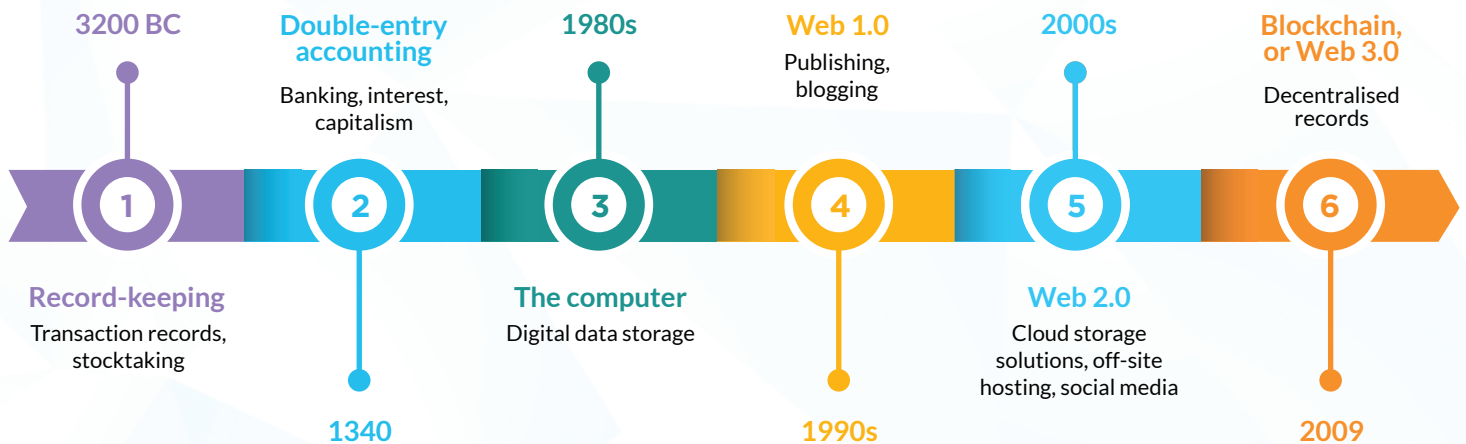 3200 BC
1
Record-keeping
Transaction records,
stocktaking
Double-entry
accounting
Banking, interest,
capitalism
2
1340
1980s
3
The computer
Digital data storage
Web 1.0
Publishing,
blogging
4
1990s
2000s
5
Web 2.0
Cloud storage
solutions, off-site
hosting, social media
Blockchain,
or Web 3.0
Decentralised
records
6
2009